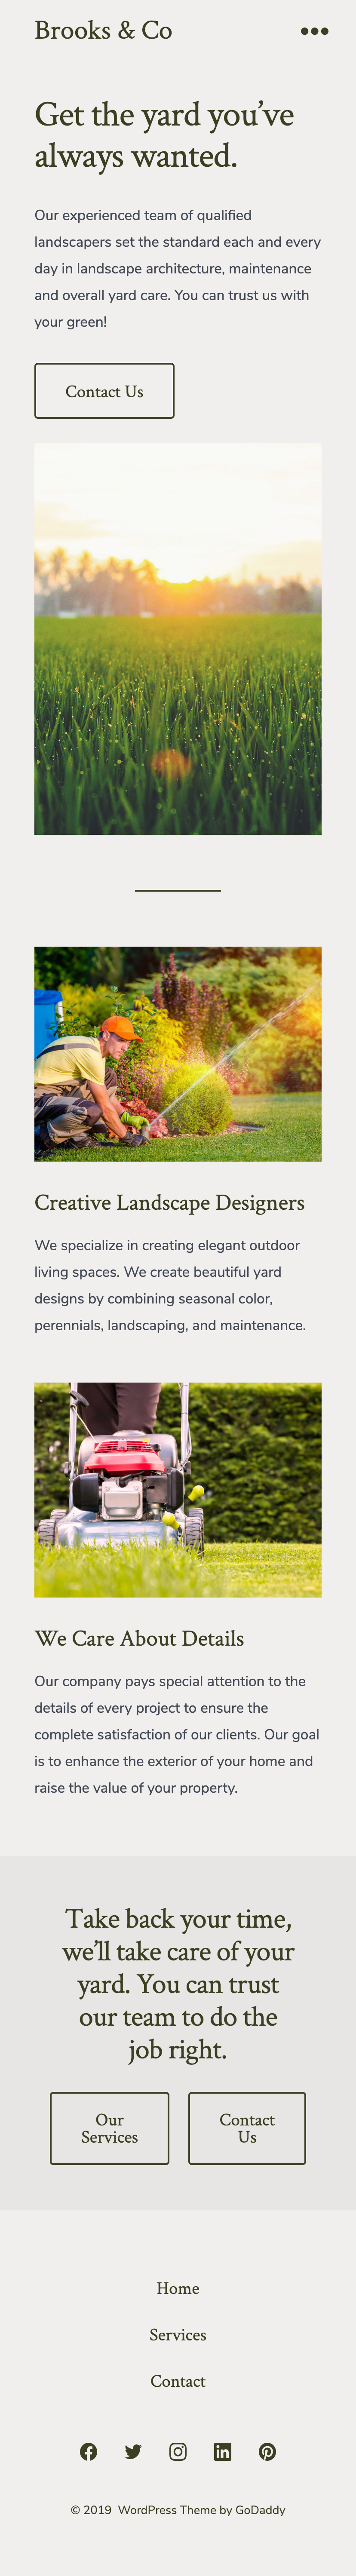 Brooks & Co
Get the yard you’ve
always wanted.
Our experienced team of qualified
landscapers set the standard each and every
day in landscape architecture, maintenance
and overall yard care. You can trust us with
your green!
Contact Us
Creative Landscape Designers
We specialize in creating elegant outdoor
living spaces. We create beautiful yard
designs by combining seasonal color,
perennials, landscaping, and maintenance.
We Care About Details
Our company pays special attention to the
details of every project to ensure the
complete satisfaction of our clients. Our goal
is to enhance the exterior of your home and
raise the value of your property.
Take back your time,
we’ll take care of your
yard. You can trust
our team to do the
job right.
Our
Services
Contact
Us
Home
Services
Contact
© 2019 WordPress Theme by GoDaddy